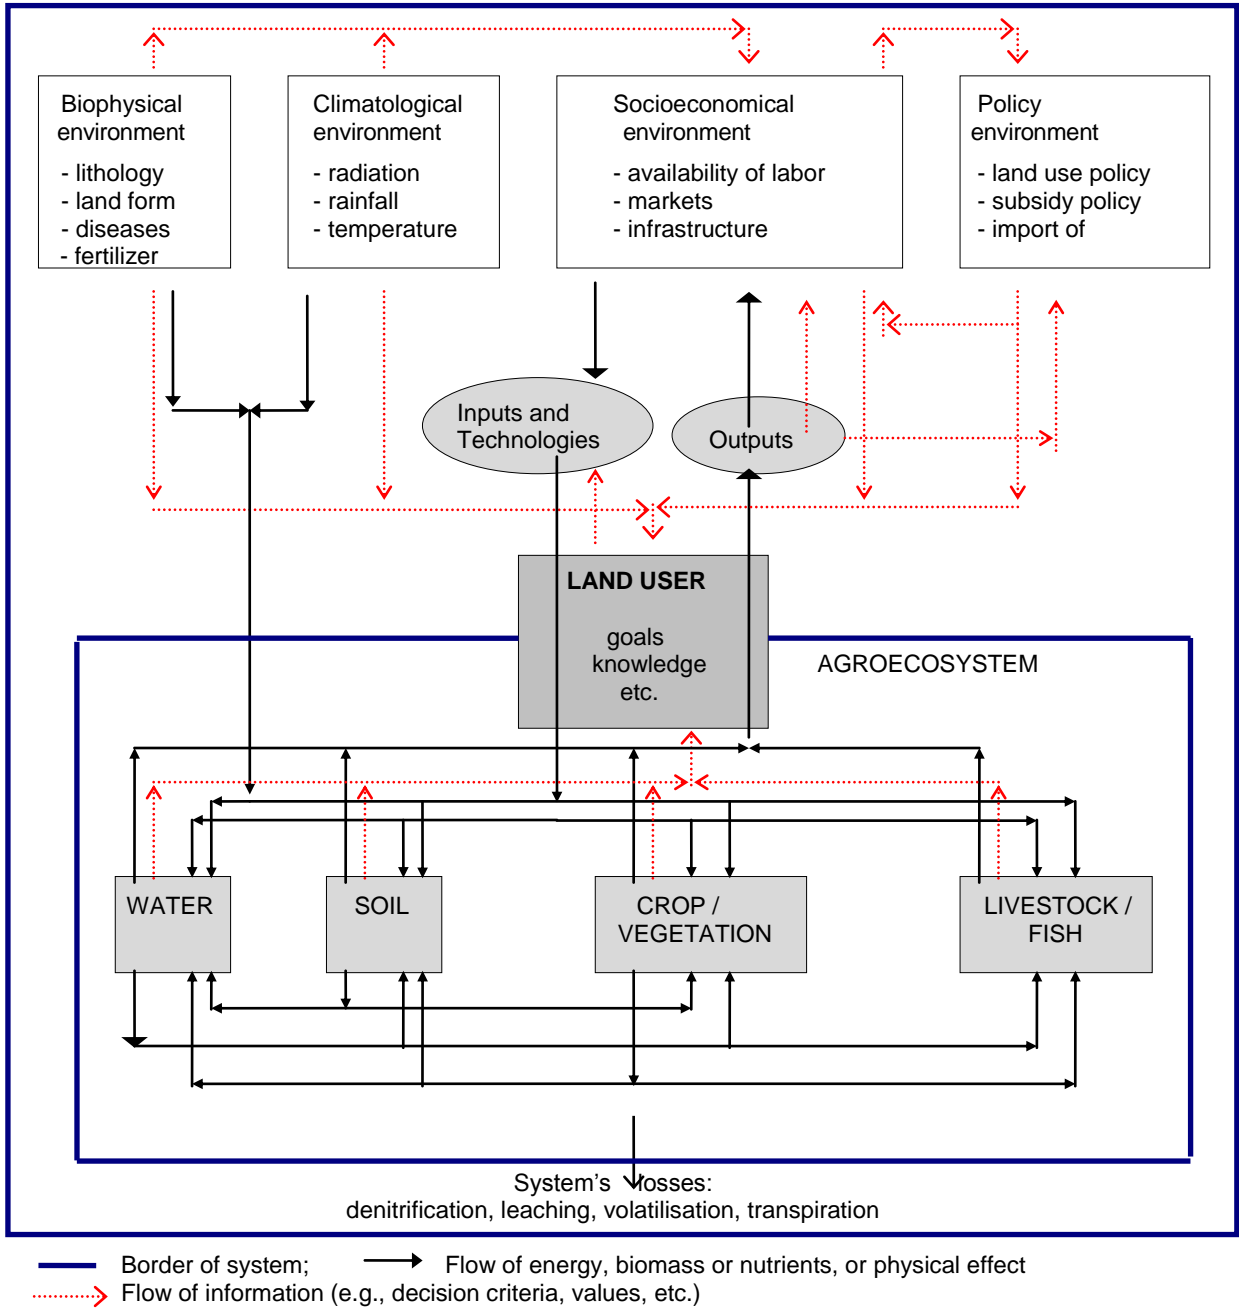 Biophysical
environment
- lithology
- land form
- diseases
- fertilizer
Climatological
environment
- radiation
- rainfall
- temperature
Socioeconomical
environment
- availability of labor
- markets
- infrastructure
Policy
environment
- land use policy
- subsidy policy
- import of
Inputs and
Technologies
Outputs
LAND USER
goals
knowledge
etc.
AGROECOSYSTEM
WATER
SOIL
CROP /
VEGETATION
LIVESTOCK /
FISH
System's losses:
denitrification, leaching, volatilisation, transpiration
Border of system;
Flow of energy, biomass or nutrients, or physical effect
Flow of information (e.g., decision criteria, values, etc.)